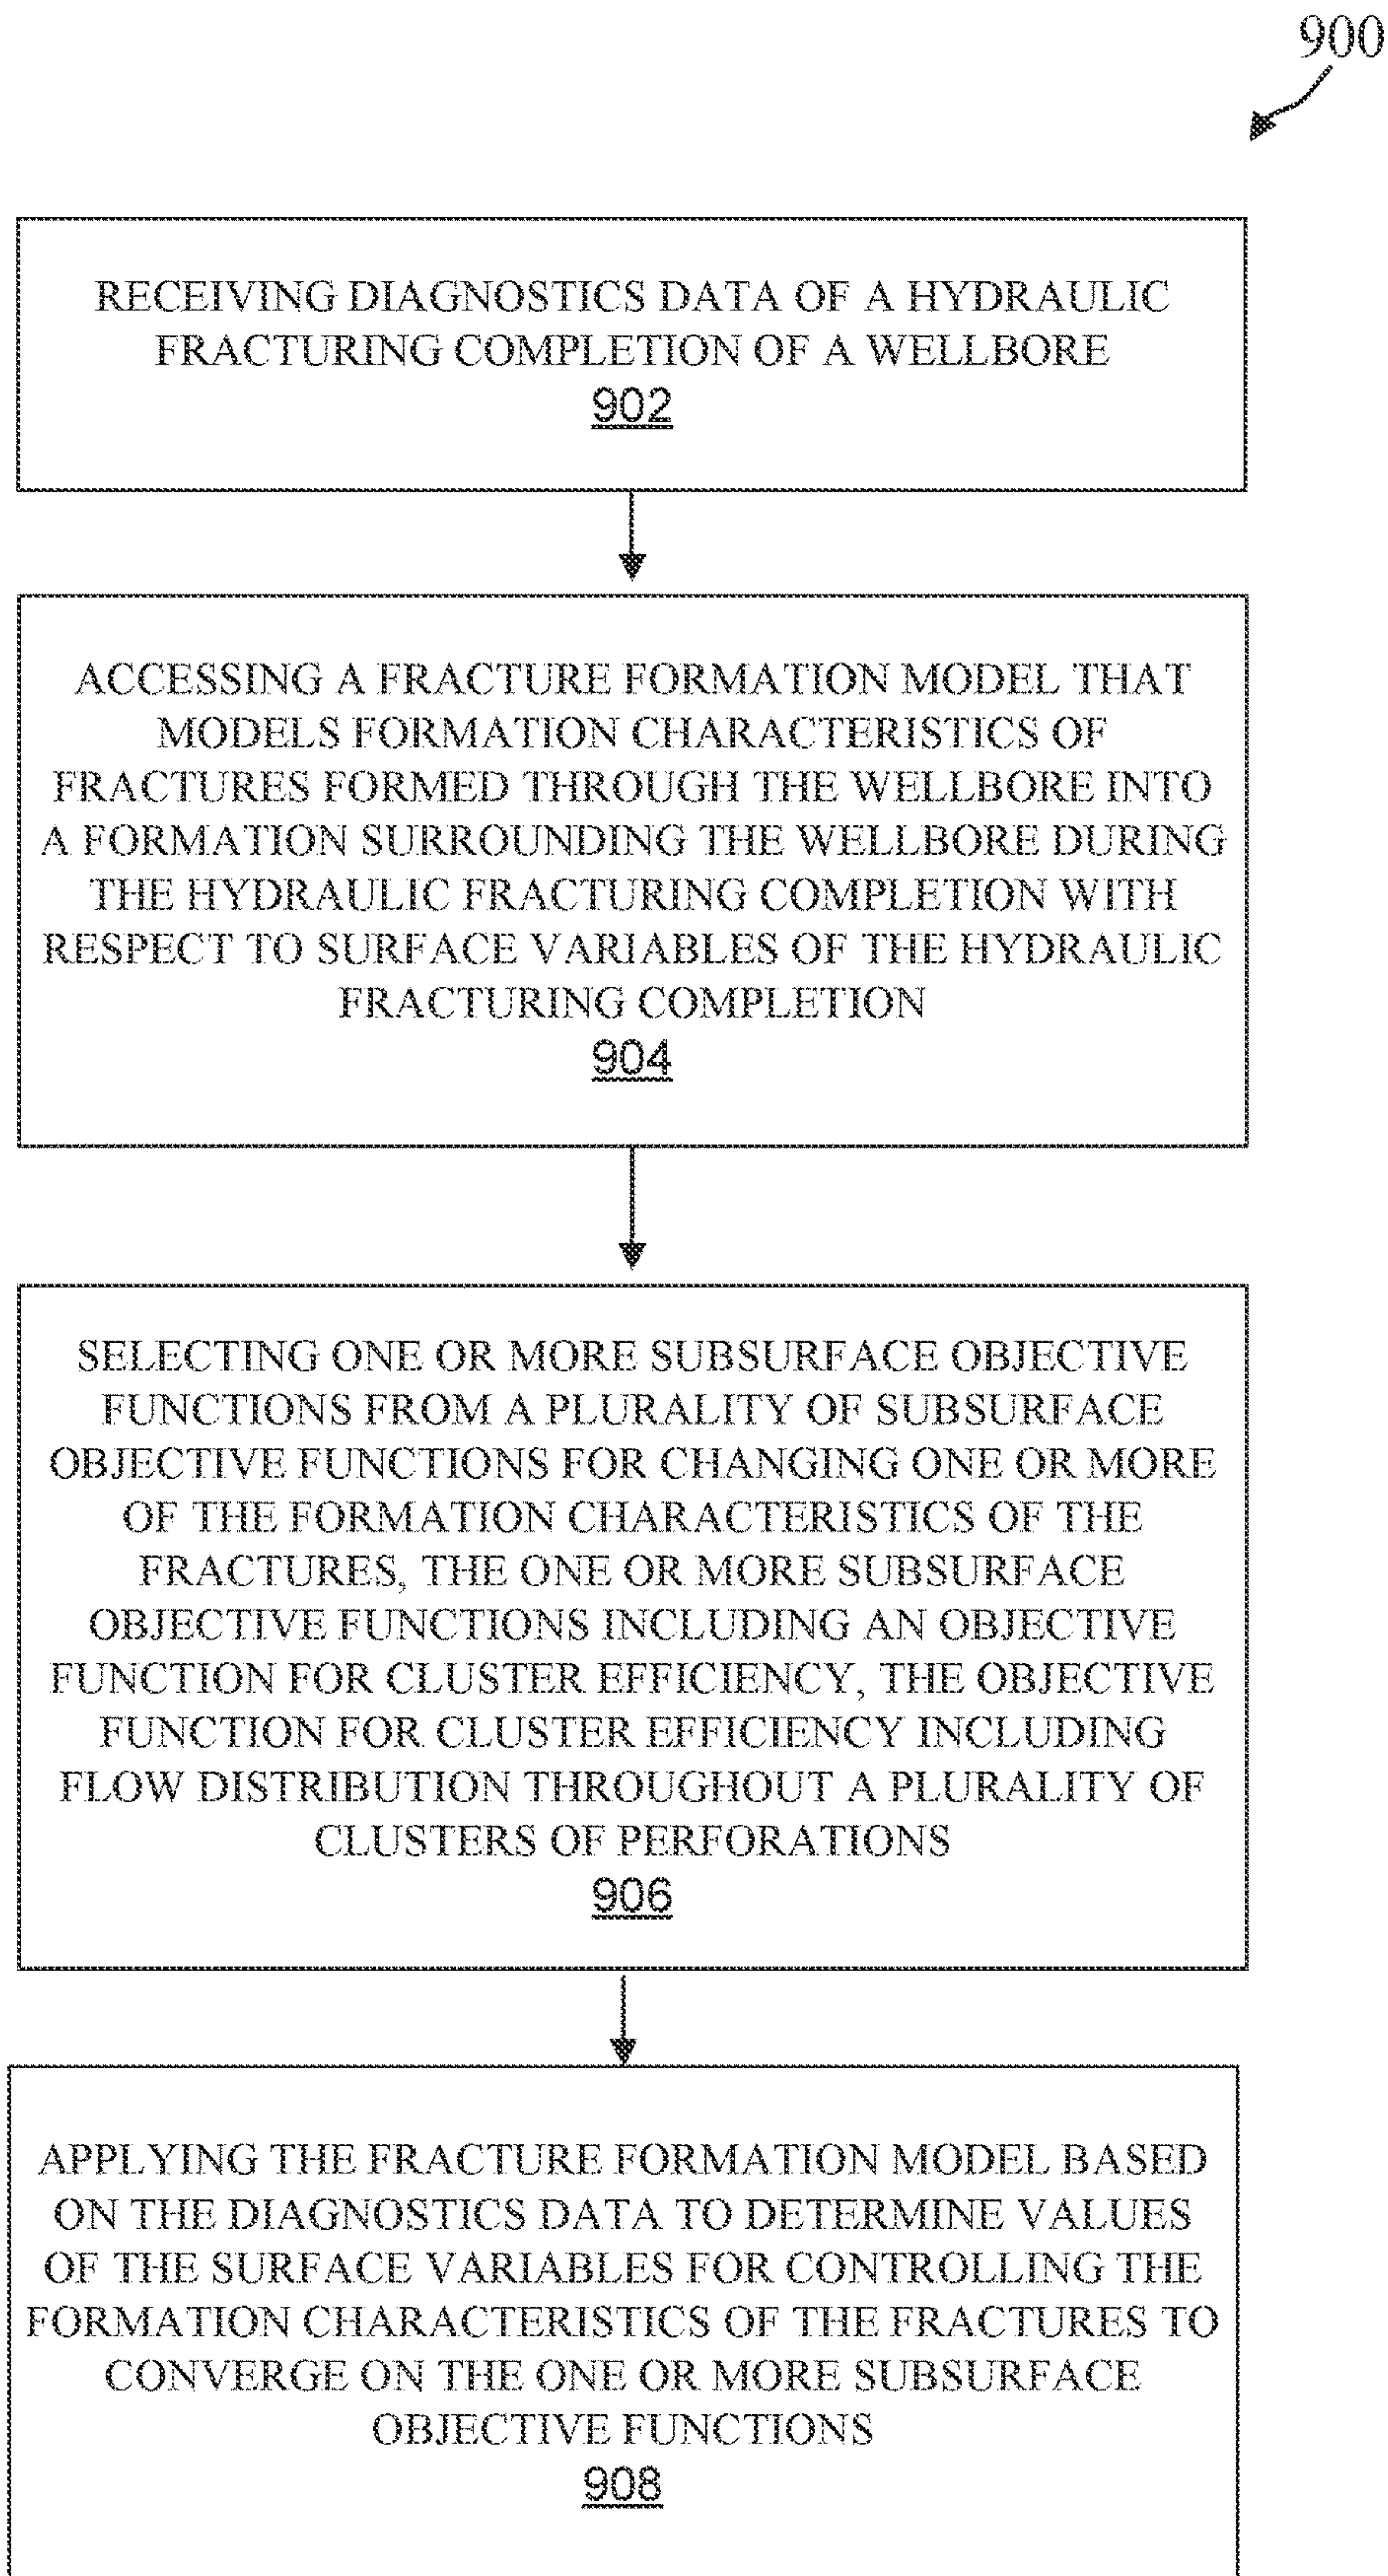 900
RECEIVING DIAGNOSTICS DATA OF A HYDRAULIC
FRACTURING COMPLETION OF A WELLBORE
902
ACCESSING A FRACTURE FORMATION MODEL THAT
MODELS FORMATION CHARACTERISTICS OF
FRACTURES FORMED THROUGH THE WELLBORE INTO
A FORMATION SURROUNDING THE WELLBORE DURING
THE HYDRAULIC FRACTURING COMPLETION WITH
RESPECT TO SURFACE VARIABLES OF THE HYDRAULIC
FRACTURING COMPLETION
904
SELECTING ONE OR MORE SUBSURFACE OBJECTIVE
FUNCTIONS FROM A PLURALITY OF SUBSURFACE
OBJECTIVE FUNCTIONS FOR CHANGING ONE OR MORE
OF THE FORMATION CHARACTERISTICS OF THE
FRACTURES, THE ONE OR MORE SUBSURFACE
OBJECTIVE FUNCTIONS INCLUDING AN OBJECTIVE
FUNCTION FOR CLUSTER EFFICIENCY, THE OBJECTIVE
FUNCTION FOR CLUSTER EFFICIENCY INCLUDING
FLOW DISTRIBUTION THROUGHOUT A PLURALITY OF
CLUSTERS OF PERFORATIONS
906
APPLYING THE FRACTURE FORMATION MODEL BASED
ON THE DIAGNOSTICS DATA TO DETERMINE VALUES
OF THE SURFACE VARIABLES FOR CONTROLLING THE
FORMATION CHARACTERISTICS OF THE FRACTURES TO
CONVERGE ON THE ONE OR MORE SUBSURFACE
OBJECTIVE FUNCTIONS
908